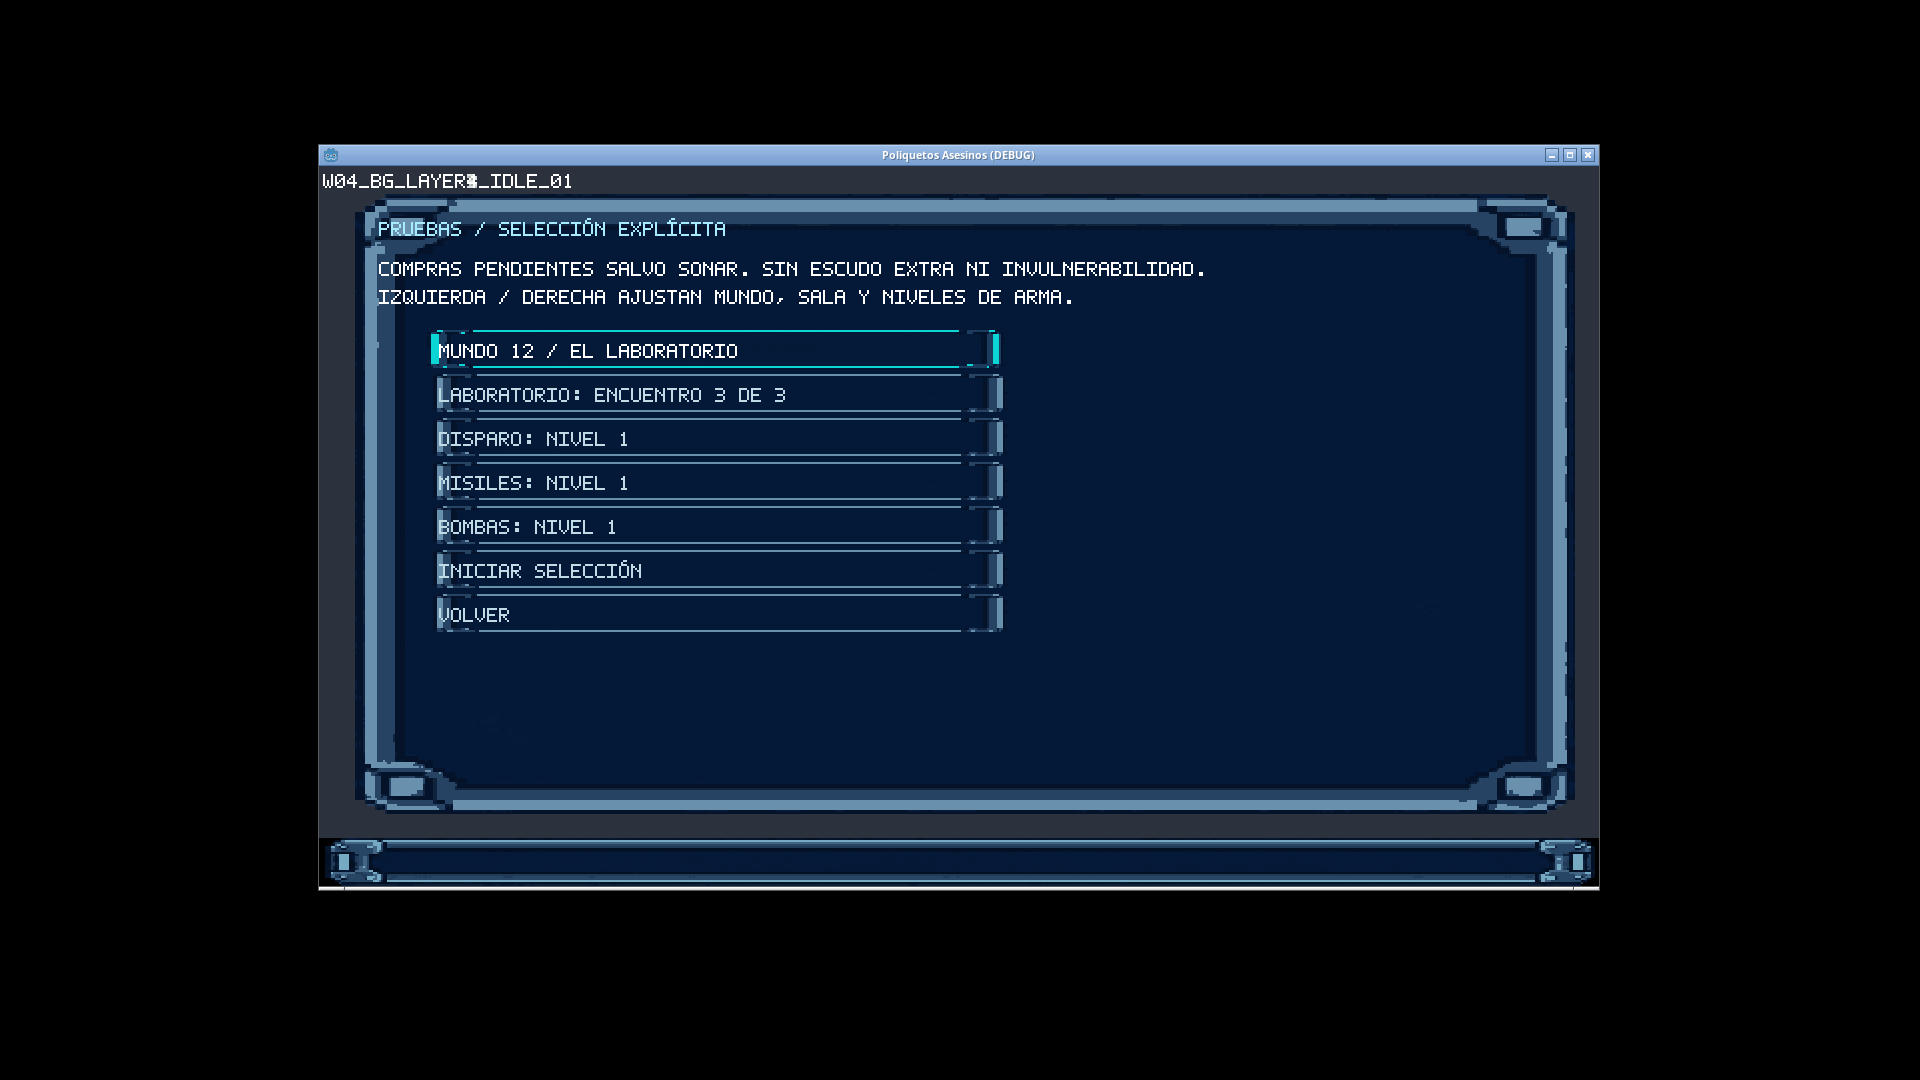 Poliquetos Asesinos (DEBUG)
W04_BG_LAYER_IDLE_01
PRUEBAS / SELECCIÓN EXPLÍCITA
COMPRAS PENDIENTES SALVO SONAR. SIN ESCUDO EXTRA NI INVULNERABILIDAD.
IZQUIERDA / DERECHA AJUSTAN MUNDO, SALA Y NIVELES DE ARMA.
MUNDO 12 / EL LABORATORIO
LABORATORIO: ENCUENTRO 3 DE 3
DISPARO: NIVEL 1
MISILES: NIVEL 1
BOMBAS: NIVEL 1
INICIAR SELECCIÓN
VOLVER